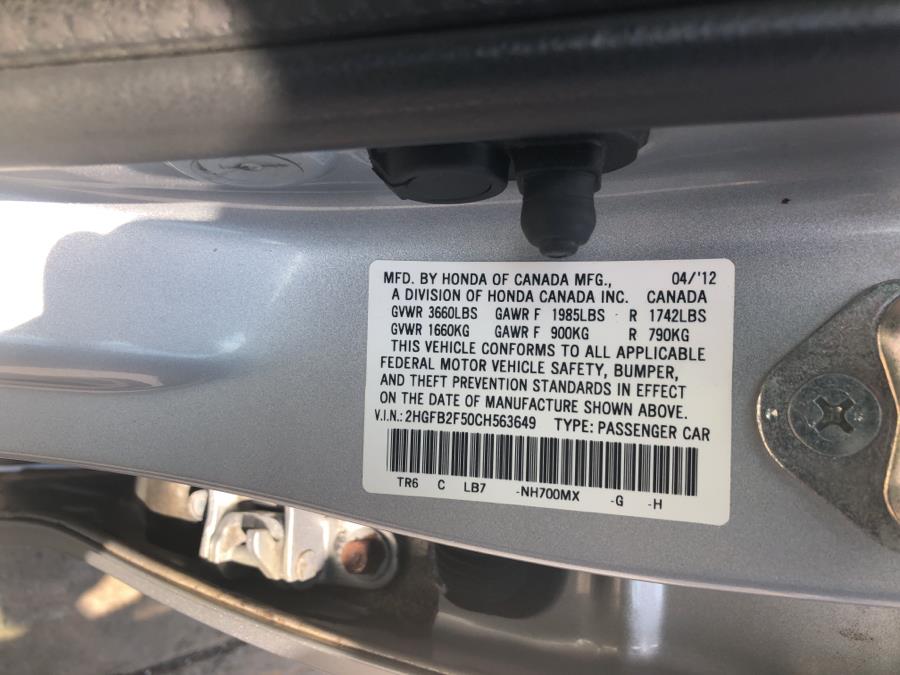 MFD. BY HONDA OF CANADA MFG., 04/'12
A DIVISION OF HONDA CANADA INC. CANADA
GVWR 3660LBS GAWR F 1985LBS R 1742LBS
GVWR 1660KG GAWR F 900KG R 790KG
THIS VEHICLE CONFORMS TO ALL APPLICABLE
FEDERAL MOTOR VEHICLE SAFETY, BUMPER,
AND THEFT PREVENTION STANDARDS IN EFFECT
ON THE DATE OF MANUFACTURE SHOWN ABOVE.
V.I.N.: 2HGFB2F50CH563649 TYPE: PASSENGER CAR
TR6 C LB7 -NH700MX -G -H